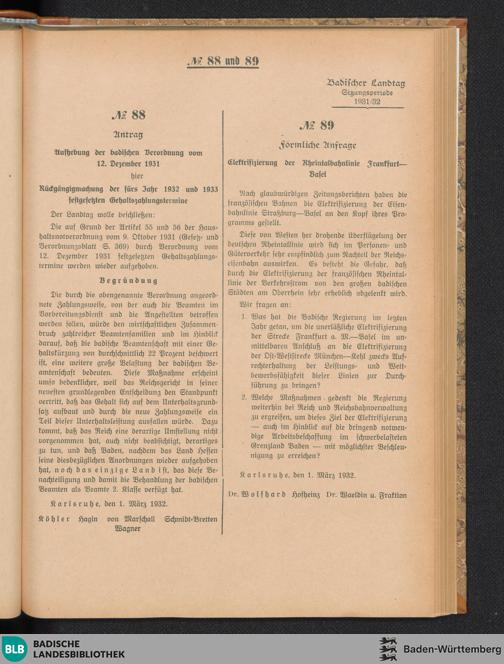 № 88 und 89
Badischer Landtag
Sitzungsperiode
1931/32
№ 88
Antrag
Aufhebung der badischen Verordnung vom
12. Dezember 1931
hier
Rückgängigmachung der fürs Jahr 1932 und 1933
festgesetzten Gehaltszahlungstermine
Der Landtag wolle beschließen:
Die auf Grund der Artikel 55 und 56 der Haus-
haltsnotverordnung vom 9. Oktober 1931 (Gesetz- und
Verordnungsblatt S. 369) durch Verordnung vom
12. Dezember 1931 festgesetzten Gehaltszahlungs-
termine werden wieder aufgehoben.
Begründung
Die durch die obengenannte Verordnung angeord-
nete Zahlungsweise, von der auch die Beamten im
Vorbereitungsdienst und die Angestellten betroffen
werden sollen, würde den wirtschaftlichen Zusammen-
bruch zahlreicher Beamtenfamilien und im Hinblick
darauf, daß die badische Beamtenschaft mit einer Ge-
haltskürzung von durchschnittlich 22 Prozent beschwert
ist, eine weitere große Belastung der badischen Be-
amtenschaft bedeuten. Diese Maßnahme erscheint
umso bedenklicher, weil das Reichsgericht in seiner
neuesten grundlegenden Entscheidung den Standpunkt
vertritt, daß das Gehalt sich auf dem Unterhaltsgrund-
satz aufbaut und durch die neue Zahlungsweise ein
Teil dieser Unterhaltsleistung ausfallen würde. Dazu
kommt, daß das Reich eine derartige Umstellung nicht
vorgenommen hat, auch nicht beabsichtigt, derartiges
zu tun, und daß Baden, nachdem das Land Hessen
seine diesbezüglichen Anordnungen wieder aufgehoben
hat, noch das einzige Land ist, das diese Be-
nachteiligung und damit die Behandlung der badischen
Beamten als Beamte 2. Klasse verfügt hat.
Karlsruhe, den 1. März 1932.
Köhler Hagin von Marschall Schmidt-Bretten
Wagner
№ 89
Förmliche Anfrage
Elektrifizierung der Rheintalbahnlinie Frankfurt—
Basel
Nach glaubwürdigen Zeitungsberichten haben die
französischen Bahnen die Elektrifizierung der Eisen-
bahnlinie Straßburg—Basel an den Kopf ihres Pro-
gramms gestellt.
Diese von Westen her drohende Überflügelung der
deutschen Rheintallinie wird sich im Personen- und
Güterverkehr sehr empfindlich zum Nachteil der Reichs-
eisenbahn auswirken. Es besteht die Gefahr, daß
durch die Elektrifizierung der französischen Rheintal-
linie der Verkehrsstrom von den großen badischen
Städten am Oberrhein sehr erheblich abgelenkt wird.
Wir fragen an:
1. Was hat die Badische Regierung im letzten
Jahr getan, um die unerläßliche Elektrifizierung
der Strecke Frankfurt a. M.—Basel im un-
mittelbaren Anschluß an die Elektrifizierung
der Ost-Weststrecke München—Kehl zwecks Auf-
rechterhaltung der Leistungs- und Wett-
bewerbsfähigkeit dieser Linien zur Durch-
führung zu bringen?
2. Welche Maßnahmen gedenkt die Regierung
weiterhin bei Reich und Reichsbahnverwaltung
zu ergreifen, um dieses Ziel der Elektrifizierung
— auch im Hinblick auf die dringend notwen-
dige Arbeitsbeschaffung im schwerbelasteten
Grenzland Baden — mit möglichster Beschleu-
nigung zu erreichen?
Karlsruhe, den 1. März 1932.
Dr. Wolfhard Hofheinz Dr. Waeldin u. Fraktion
BLB BADISCHE
LANDESBIBLIOTHEK
Baden-Württemberg